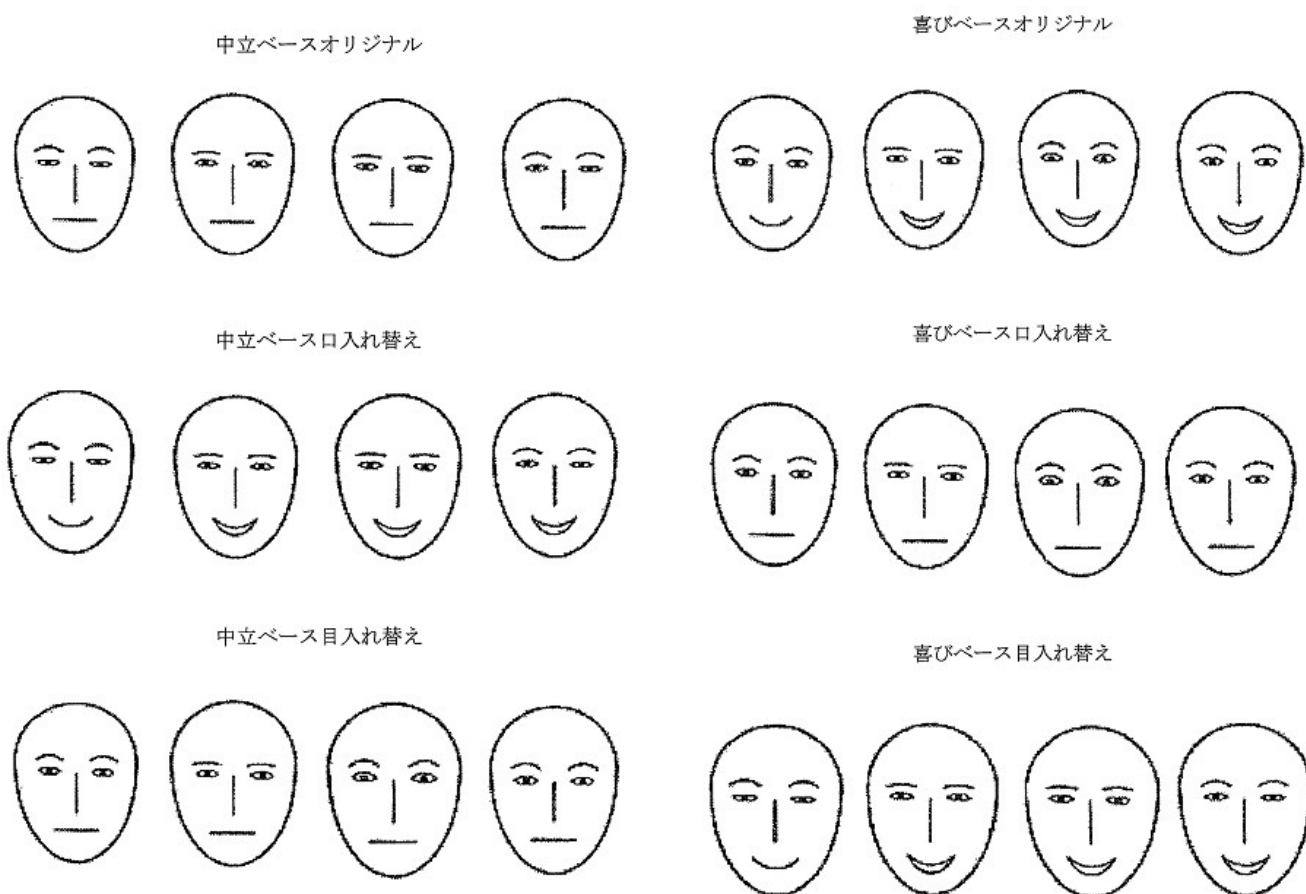 中立ベースオリジナル
喜びベースオリジナル
中立ベース口入れ替え
喜びベース口入れ替え
中立ベース目入れ替え
喜びベース目入れ替え